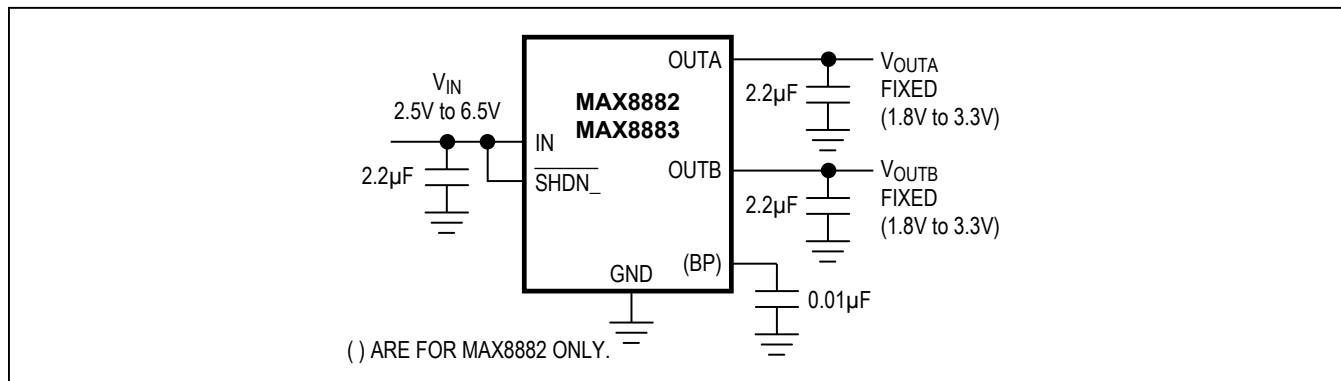 V_IN
2.5V to 6.5V
2.2µF
IN
SHDN_
MAX8882
MAX8883
OUTA
OUTB
(BP)
GND
2.2µF
V_OUTA
FIXED
(1.8V to 3.3V)
2.2µF
V_OUTB
FIXED
(1.8V to 3.3V)
0.01µF
( ) ARE FOR MAX8882 ONLY.